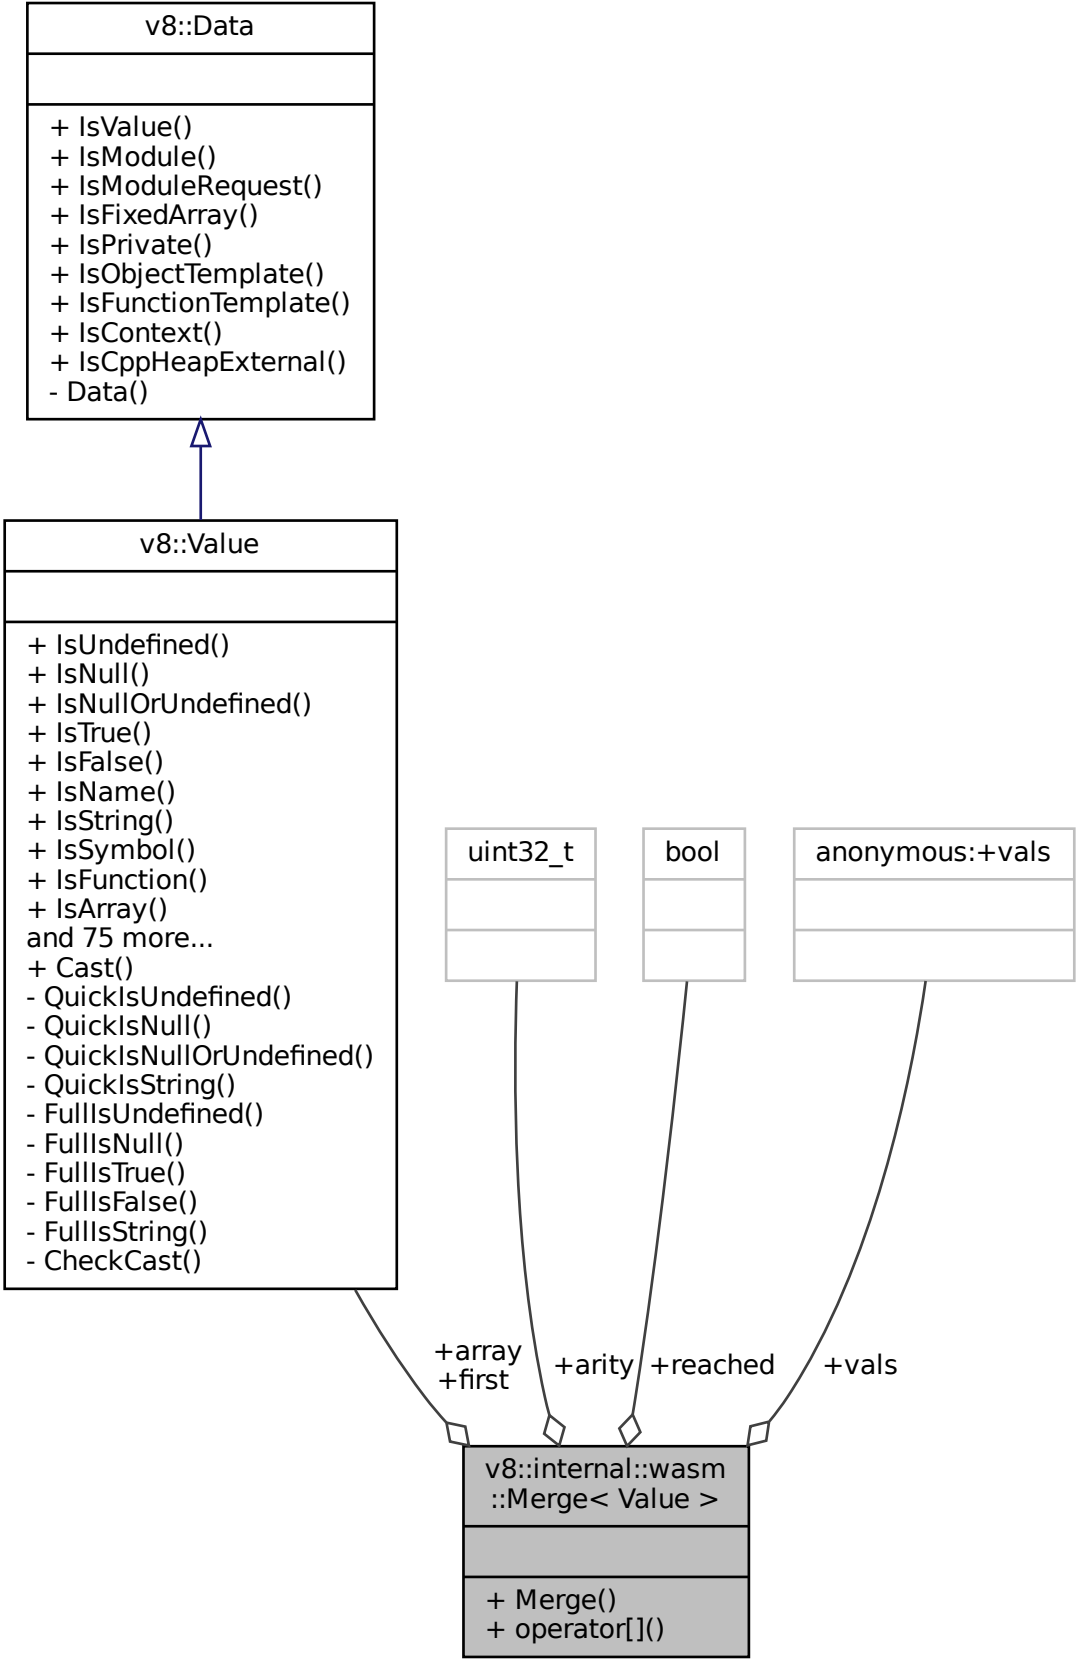 v8::Data
+ IsValue()
+ IsModule()
+ IsModuleRequest()
+ IsFixedArray()
+ IsPrivate()
+ IsObjectTemplate()
+ IsFunctionTemplate()
+ IsContext()
+ IsCppHeapExternal()
- Data()
v8::Value
+ IsUndefined()
+ IsNull()
+ IsNullOrUndefined()
+ IsTrue()
+ IsFalse()
+ IsName()
+ IsString()
+ IsSymbol()
+ IsFunction()
+ IsArray()
and 75 more...
+ Cast()
- QuickIsUndefined()
- QuickIsNull()
- QuickIsNullOrUndefined()
- QuickIsString()
- FullIsUndefined()
- FullIsNull()
- FullIsTrue()
- FullIsFalse()
- FullIsString()
- CheckCast()
uint32_t
bool
anonymous:+vals
+array
+first
+arity
+reached
+vals
v8::internal::wasm
::Merge< Value >
+ Merge()
+ operator[]()